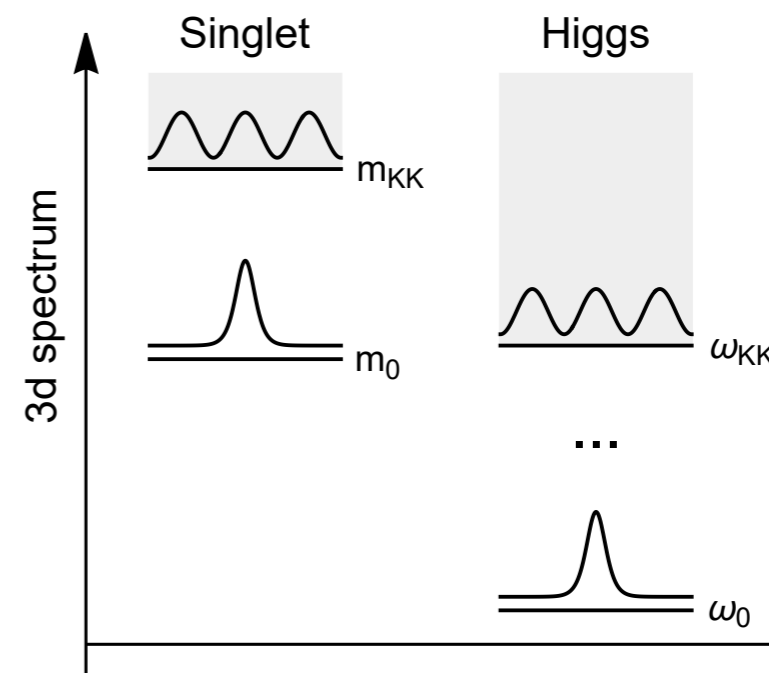 Singlet
Higgs
3d spectrum
m_KK
m_0
ω_KK
...
ω_0